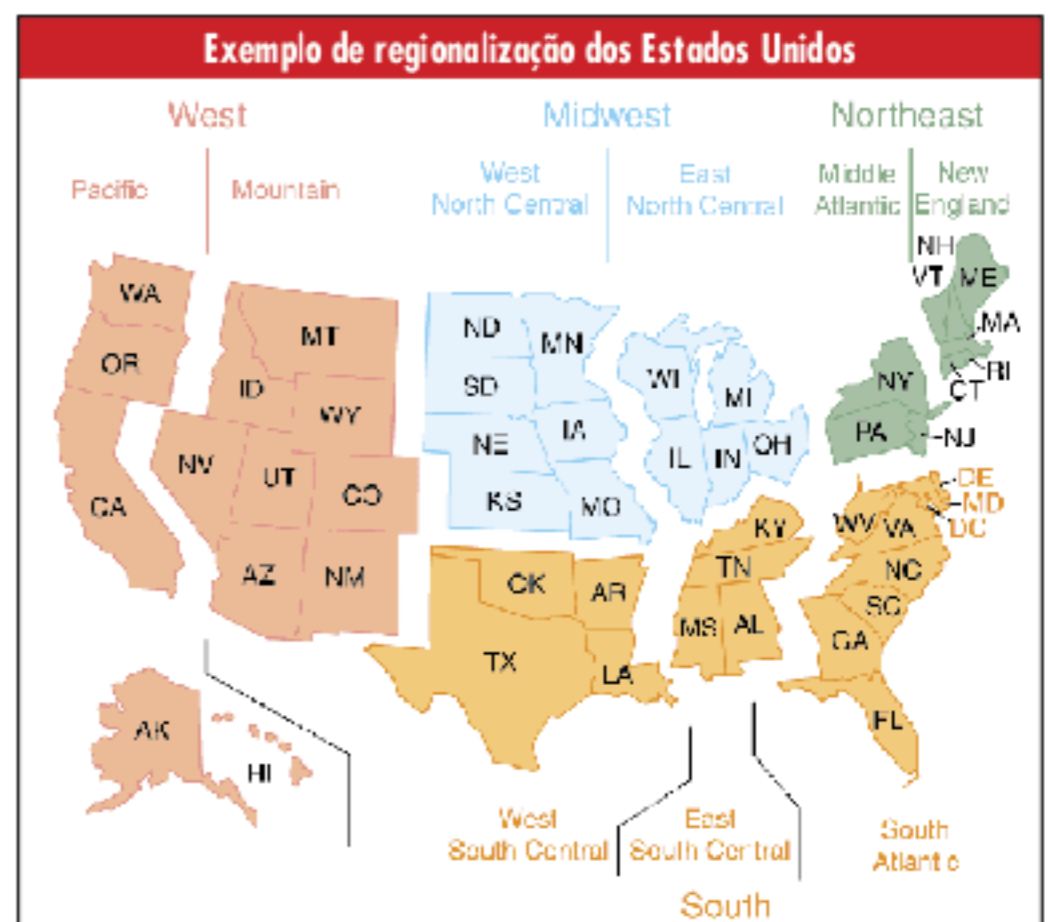 Exemplo de regionalização dos Estados Unidos
West
Midwest
Northeast
Pacific
Mountain
West
North Central
East
North Central
Middle
Atlantic
New
England
NH
VT
ME
MA
RI
CT
NY
PA
NJ
WA
OR
CA
MT
ID
WY
NV
UT
CO
AZ
NM
ND
MN
SD
NE
IA
KS
MO
WI
MI
IL
IN
OH
DE
MD
DC
WV
VA
KY
TN
NC
SC
GA
FL
MS
AL
OK
AR
TX
LA
AK
HI
West
South Central
East
South Central
South
Atlantic
South